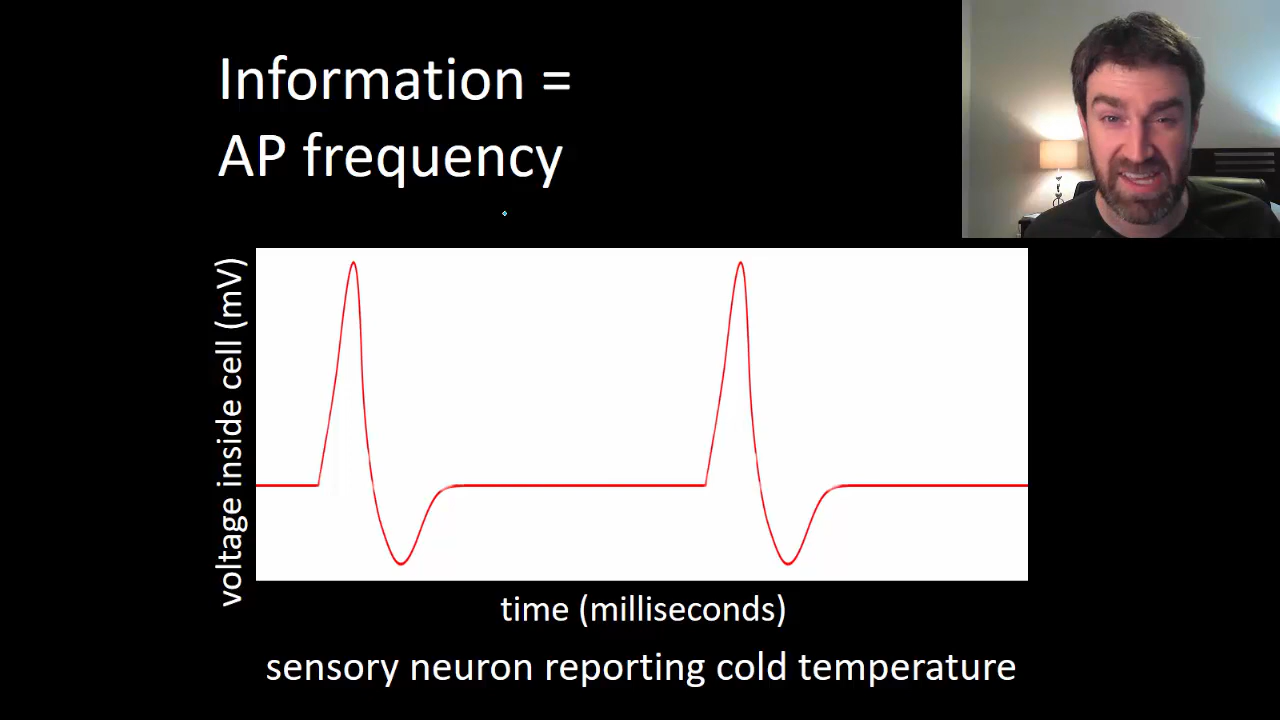 Information =
AP frequency
voltage inside cell (mV)
time (milliseconds)
sensory neuron reporting cold temperature